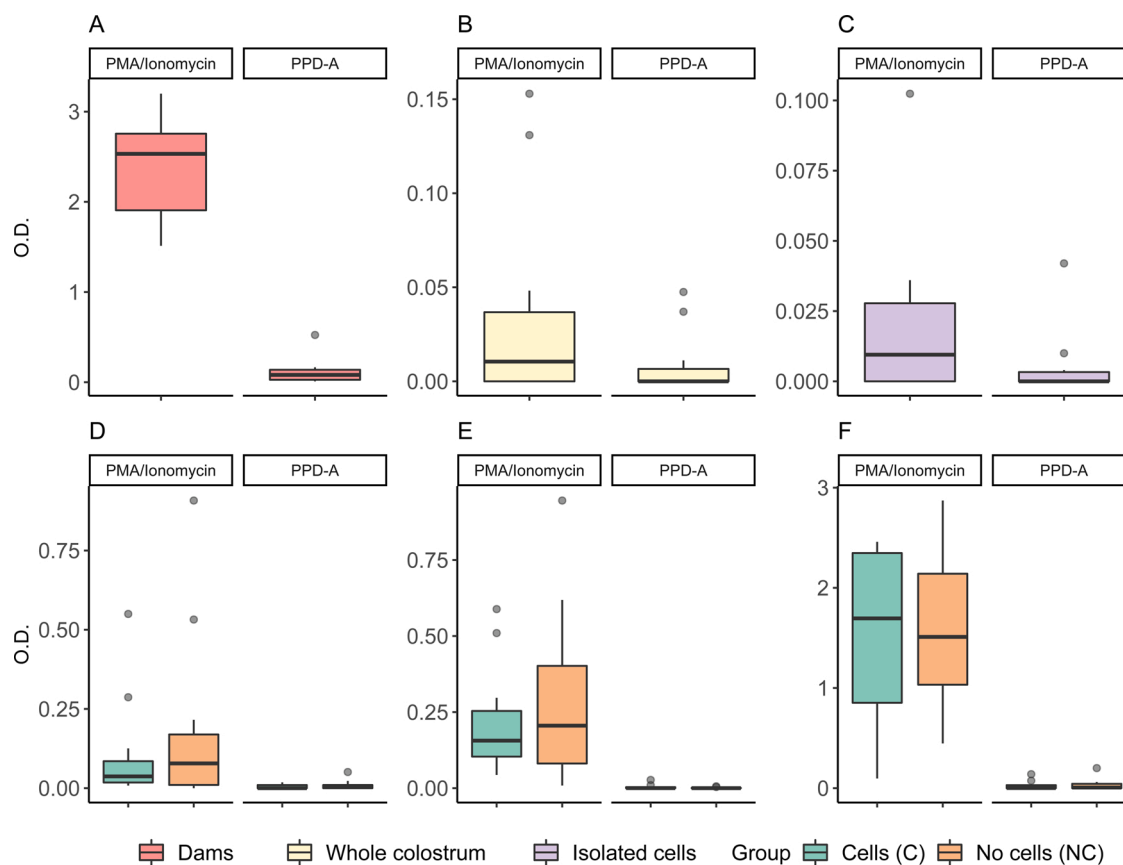 A B C
PMA/Ionomycin PPD-A PMA/Ionomycin PPD-A PMA/Ionomycin PPD-A
3 0.15 0.100
2 0.10 0.075
O.D. 0.050
1 0.05 0.025
0 0.00 0.000
D E F
PMA/Ionomycin PPD-A PMA/Ionomycin PPD-A PMA/Ionomycin PPD-A
3
0.75 0.75
2
O.D. 0.50 0.50
1
0.25 0.25
0.00 0.00 0
Dams Whole colostrum Isolated cells Group Cells (C) No cells (NC)